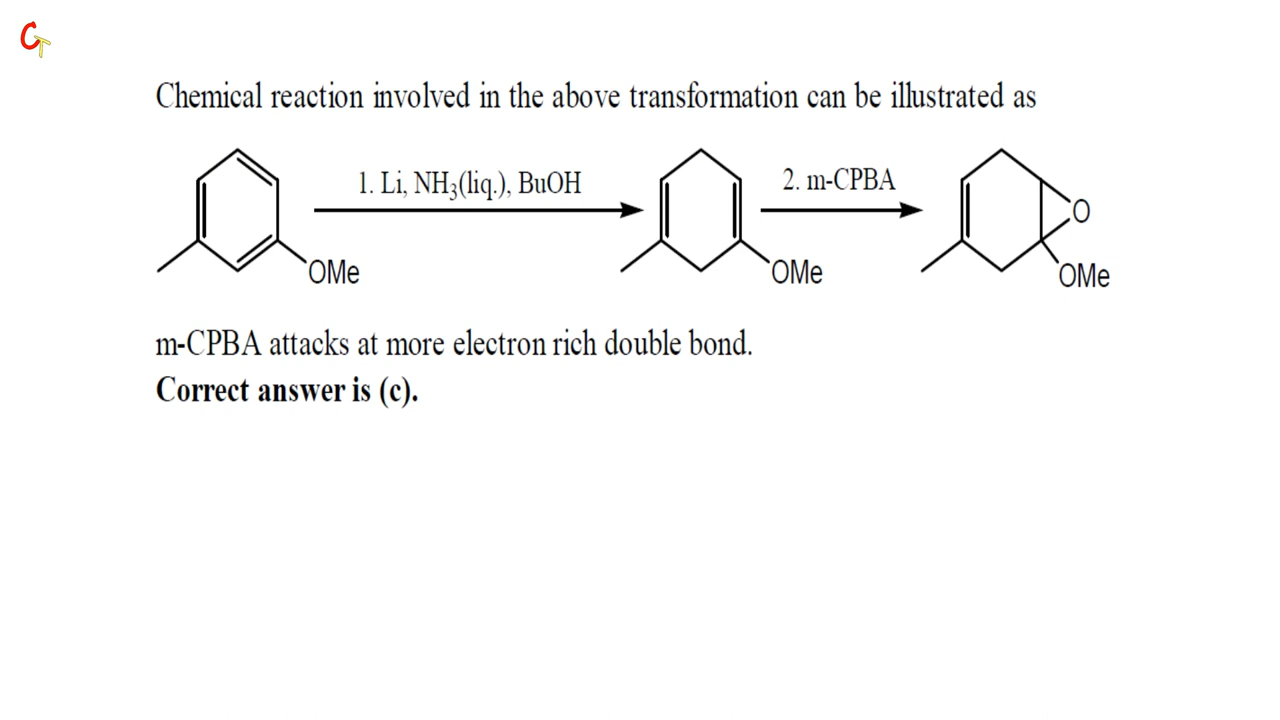 CT
Chemical reaction involved in the above transformation can be illustrated as
1. Li, NH₃(liq.), BuOH
2. m-CPBA
O
OMe
OMe
OMe
m-CPBA attacks at more electron rich double bond.
Correct answer is (c).